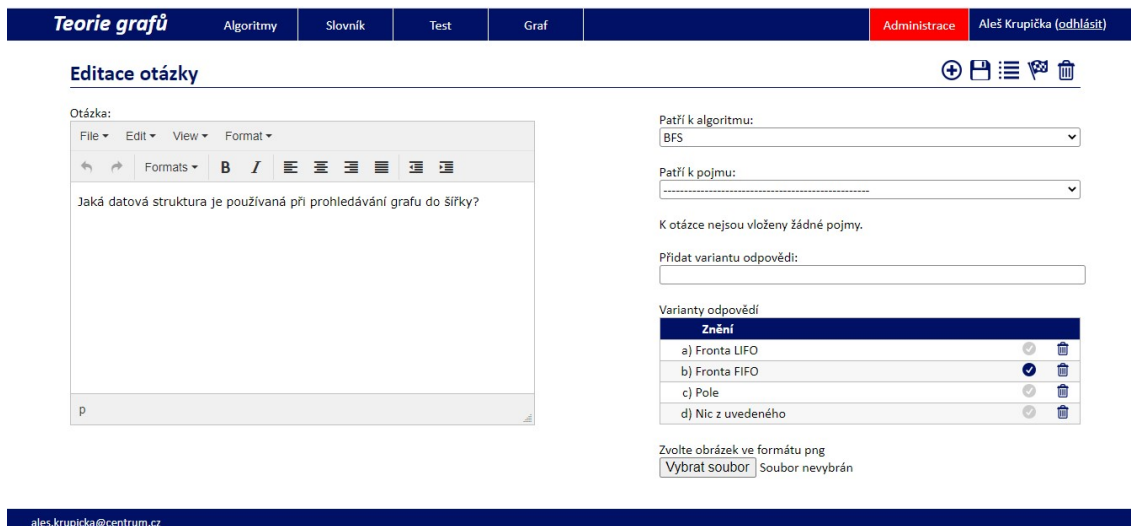 Teorie grafů Algoritmy Slovník Test Graf Administrace Aleš Krupička (odhlásit)
Editace otázky
Otázka:
File Edit View Format
Formats B I
Jaká datová struktura je používaná při prohledávání grafu do šířky?
p
Patří k algoritmu:
BFS
Patří k pojmu:
--------------------------------------------------
K otázce nejsou vloženy žádné pojmy.
Přidat variantu odpovědi:
Varianty odpovědí
Znění
a) Fronta LIFO
b) Fronta FIFO
c) Pole
d) Nic z uvedeného
Zvolte obrázek ve formátu png
Vybrat soubor Soubor nevybrán
ales.krupicka@centrum.cz